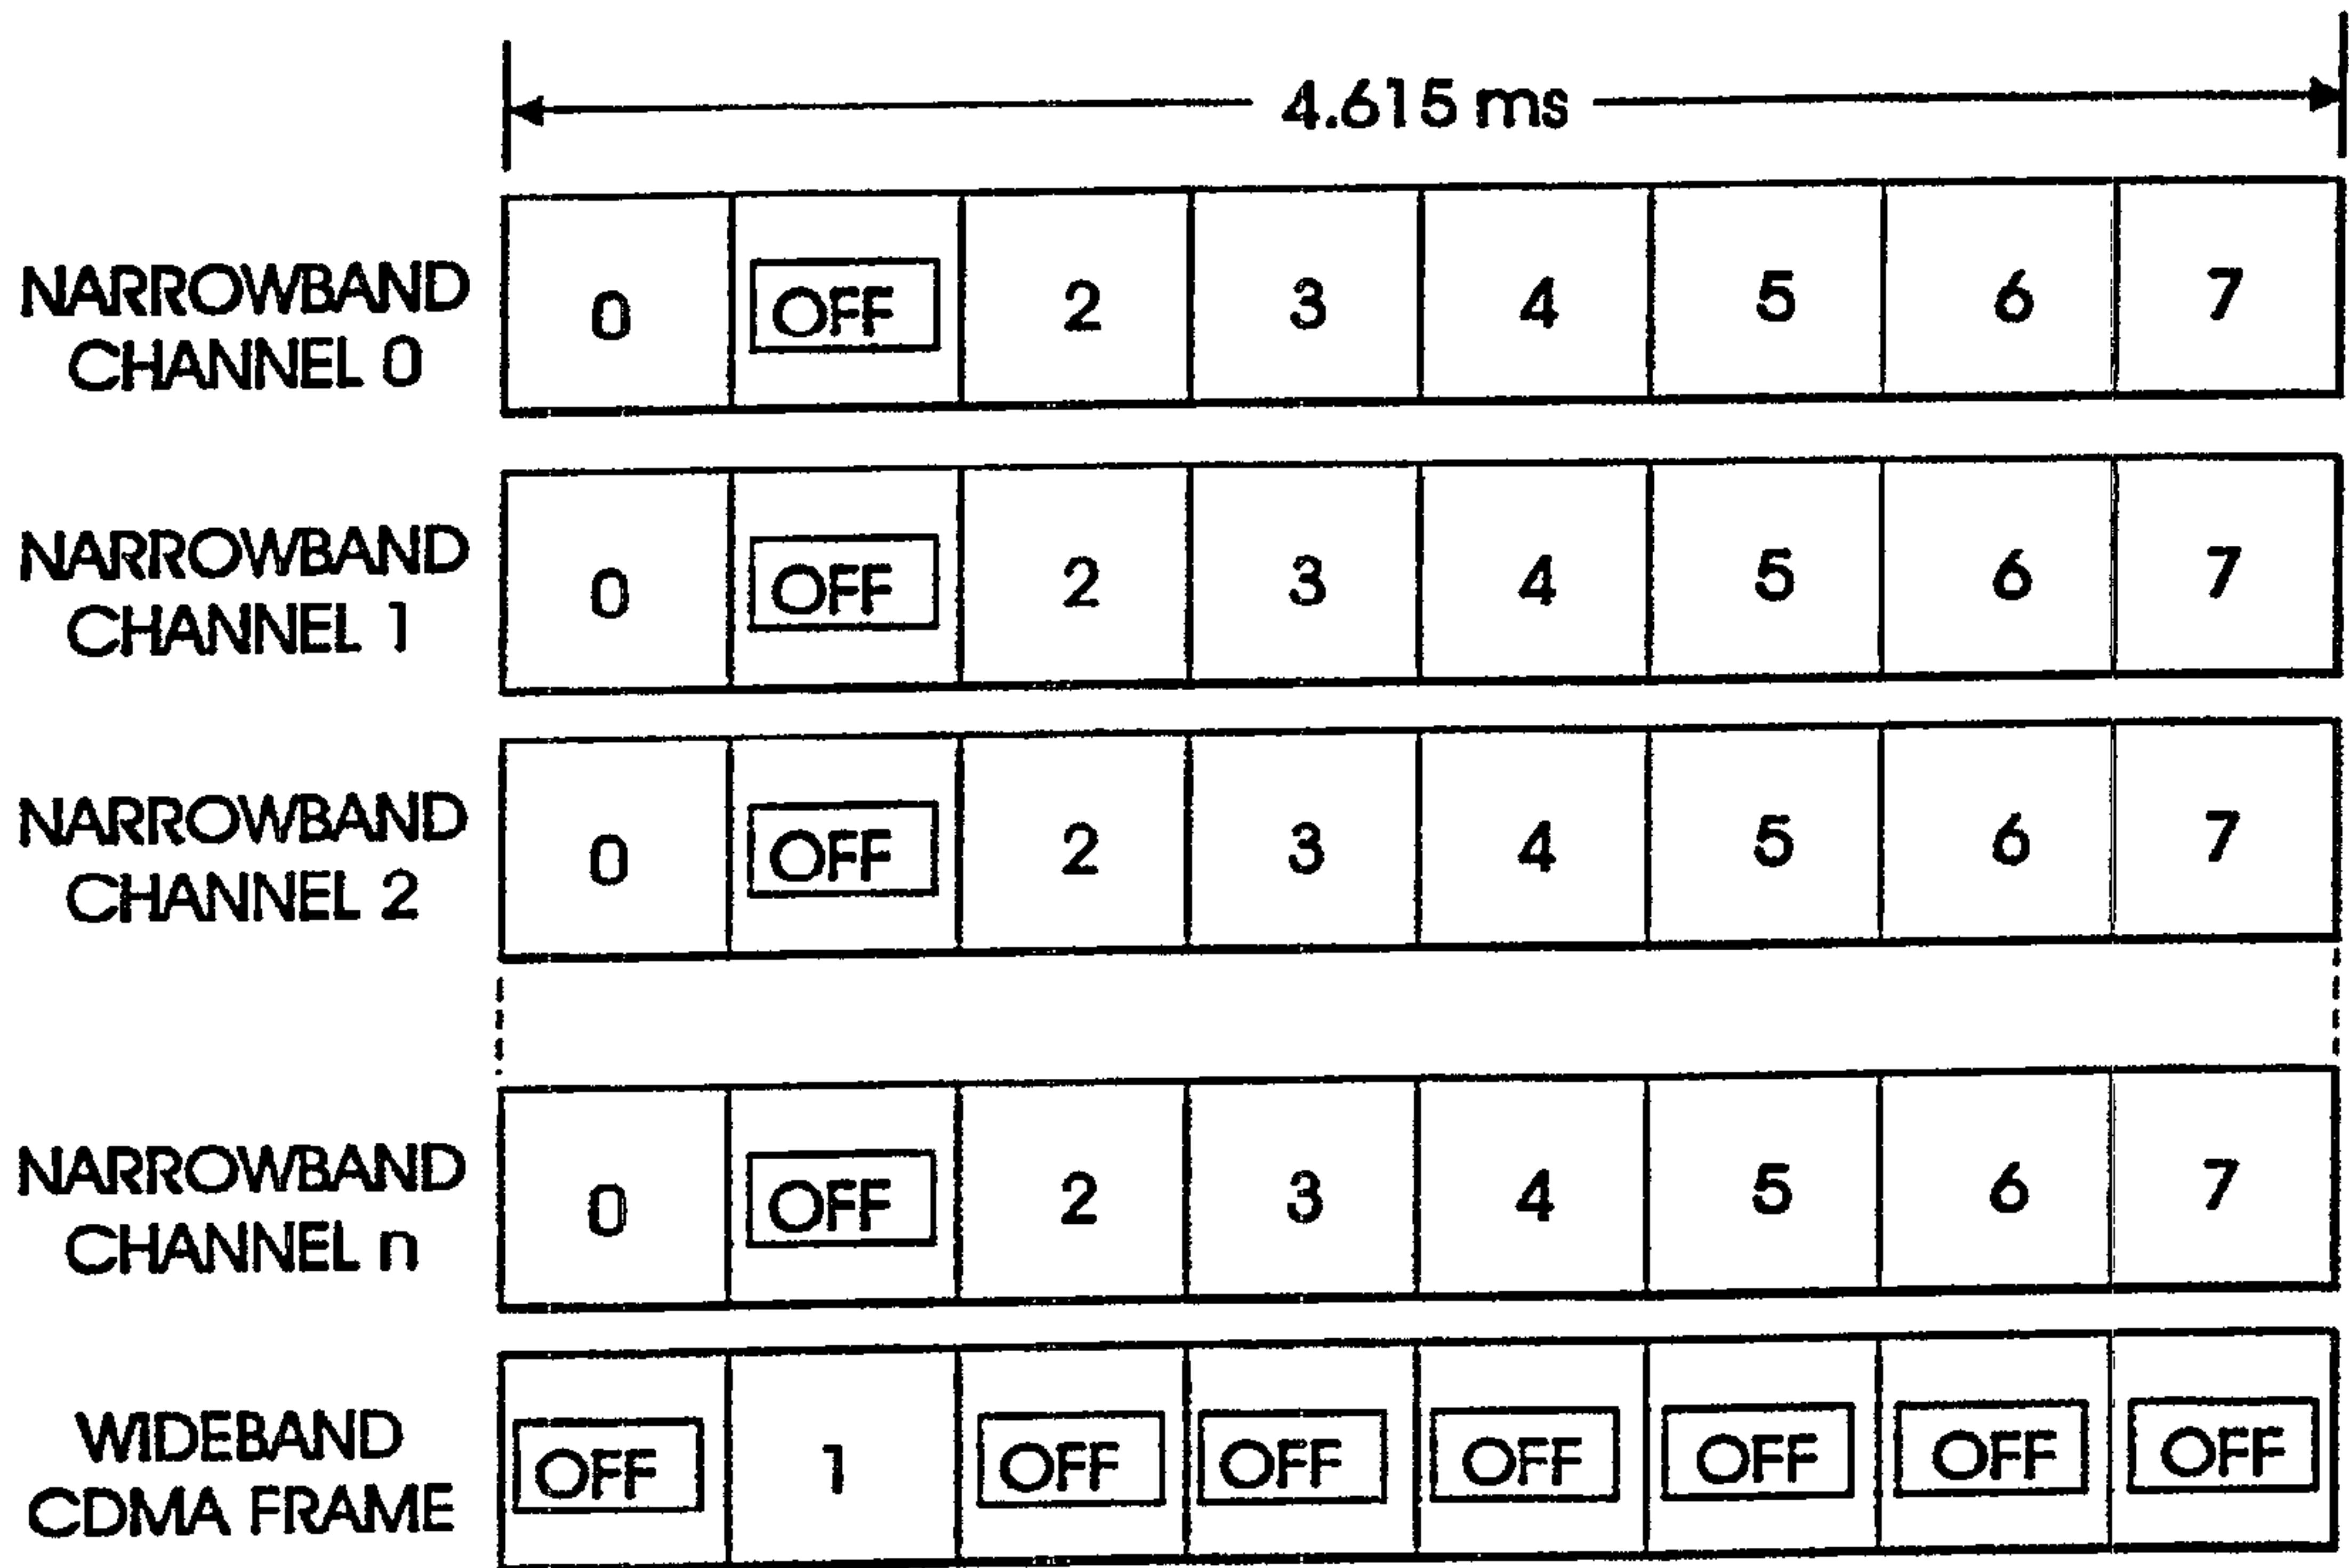 4.615 ms
NARROWBAND
CHANNEL 0
0 OFF 2 3 4 5 6 7
NARROWBAND
CHANNEL 1
0 OFF 2 3 4 5 6 7
NARROWBAND
CHANNEL 2
0 OFF 2 3 4 5 6 7
NARROWBAND
CHANNEL n
0 OFF 2 3 4 5 6 7
WIDEBAND
CDMA FRAME
OFF 1 OFF OFF OFF OFF OFF OFF